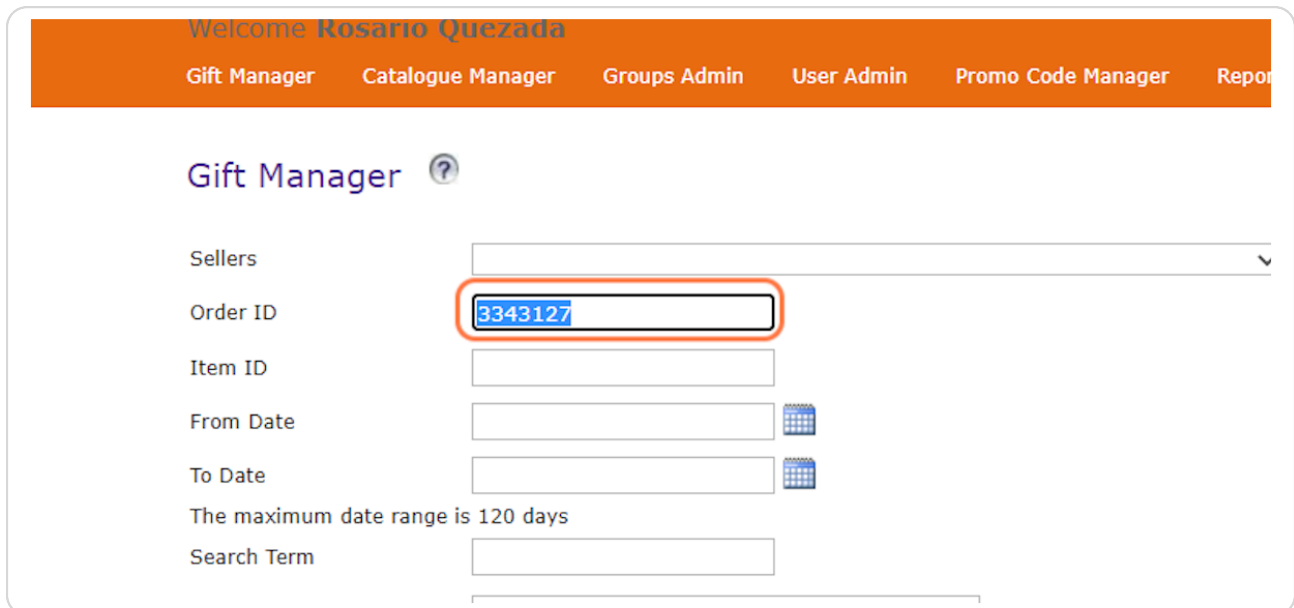 Welcome Rosario Quezada
Gift Manager Catalogue Manager Groups Admin User Admin Promo Code Manager
Gift Manager ?
Sellers
Order ID 3343127
Item ID
From Date
To Date
The maximum date range is 120 days
Search Term